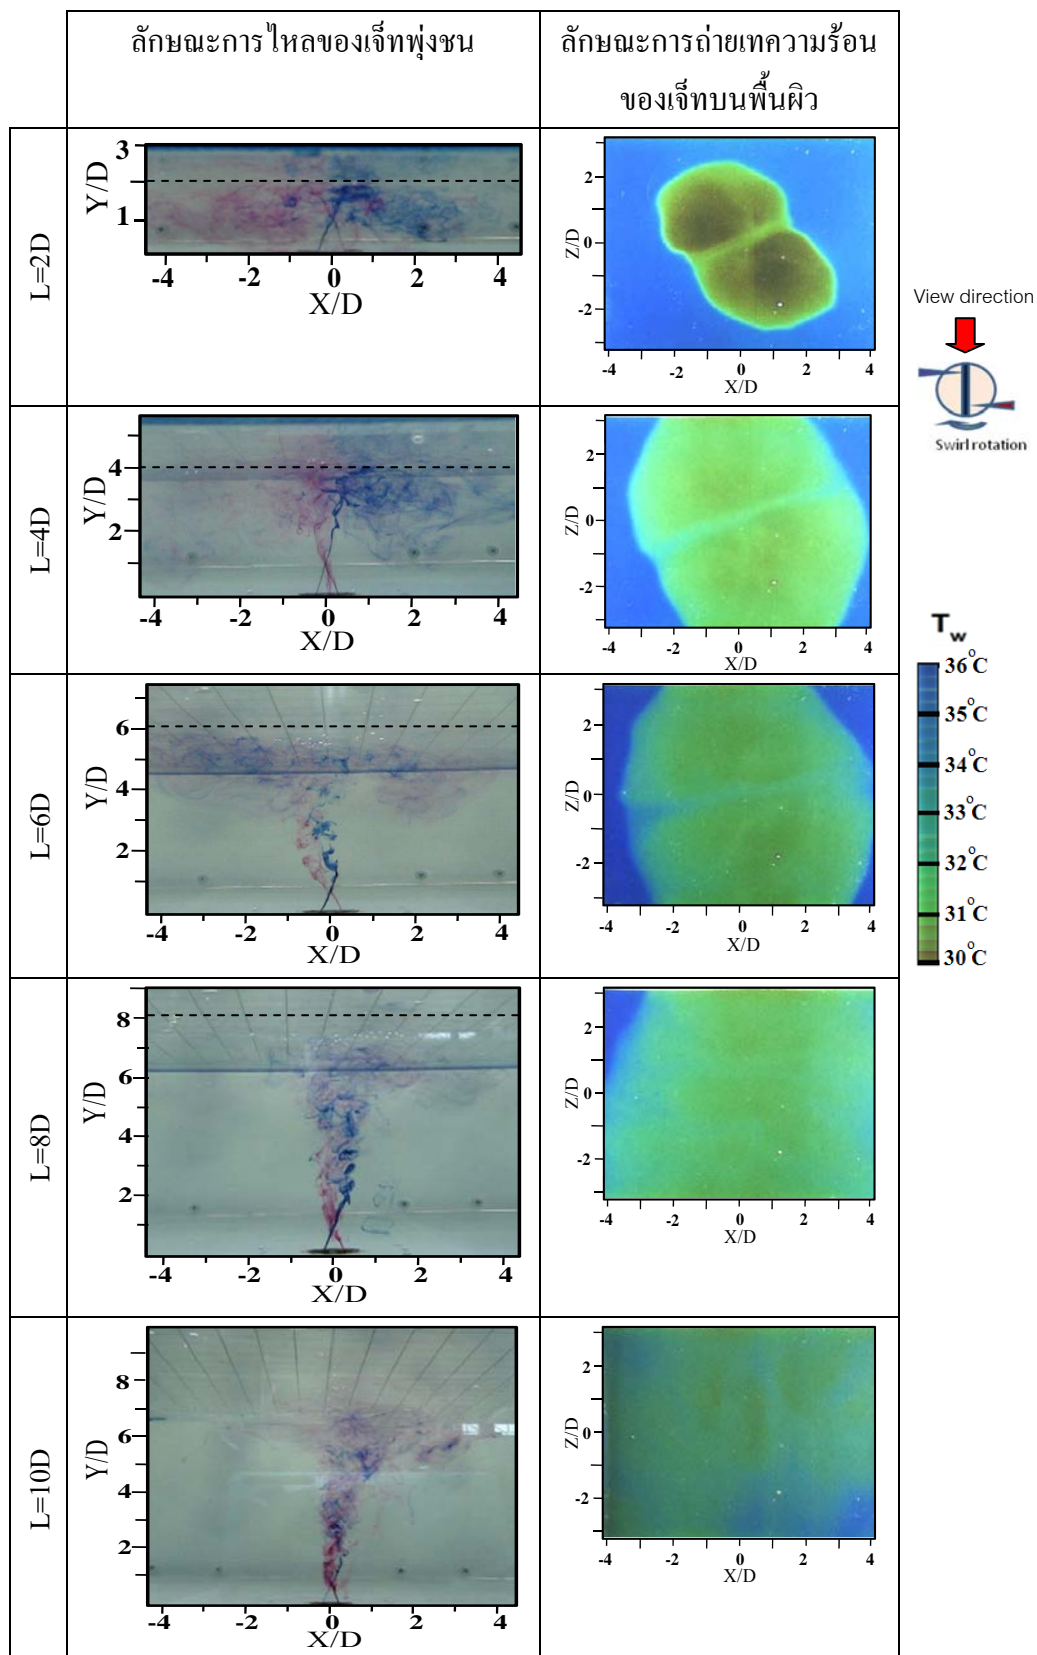 ลักษณะการไหลของเจ็ทพุ่งชน
ลักษณะการถ่ายเทความร้อน
ของเจ็ทบนพื้นผิว
L=2D
Y/D
3
1
-4 -2 0 2 4
X/D
Z/D
2
0
-2
-4 -2 0 2 4
X/D
View direction
Swirl rotation
L=4D
Y/D
4
2
-4 -2 0 2 4
X/D
Z/D
2
0
-2
-4 -2 0 2 4
X/D
L=6D
Y/D
6
4
2
-4 -2 0 2 4
X/D
Z/D
2
0
-2
-4 -2 0 2 4
X/D
Tw
36°C
35°C
34°C
33°C
32°C
31°C
30°C
L=8D
Y/D
8
6
4
2
-4 -2 0 2 4
X/D
Z/D
2
0
-2
-4 -2 0 2 4
X/D
L=10D
Y/D
8
6
4
2
-4 -2 0 2 4
X/D
Z/D
2
0
-2
-4 -2 0 2 4
X/D